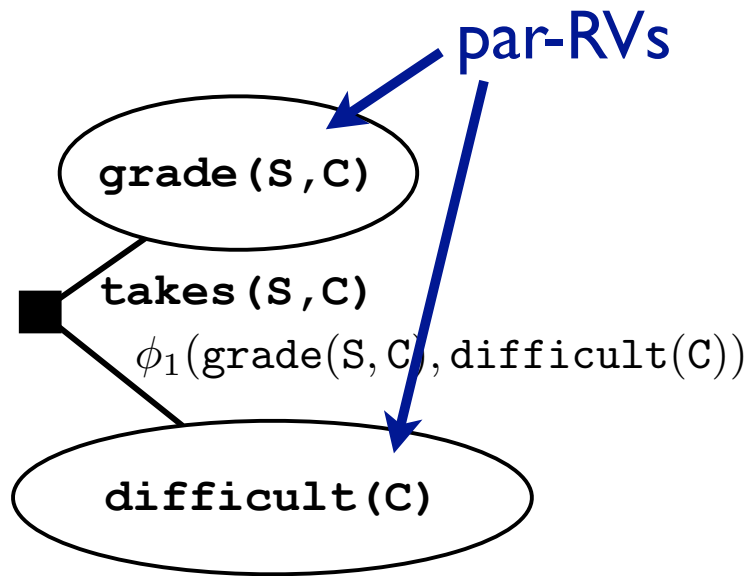 par-RVs
grade(S,C)
takes(S,C)
ϕ₁(grade(S,C),difficult(C))
difficult(C)